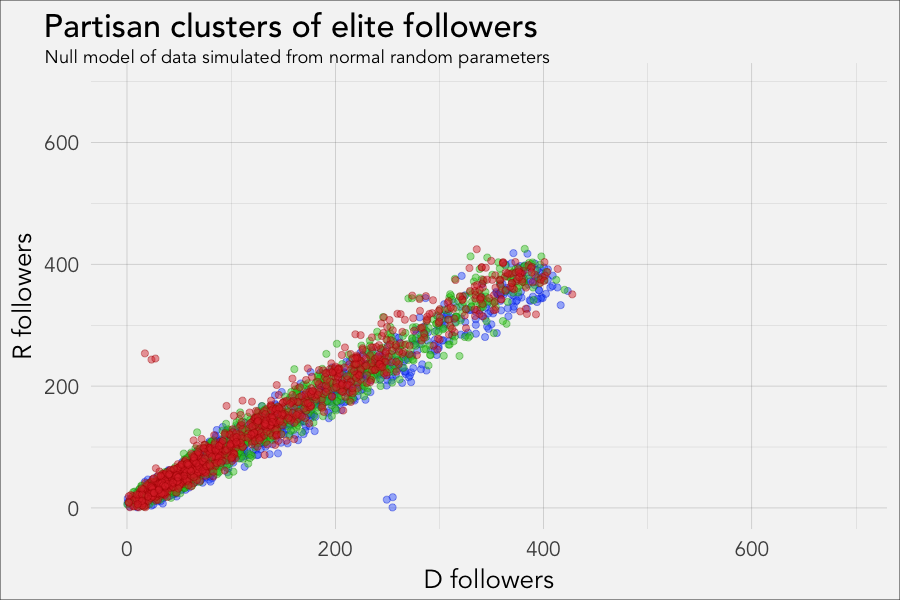 Partisan clusters of elite followers
Null model of data simulated from normal random parameters
600
400
200
0
R followers
0 200 400 600
D followers